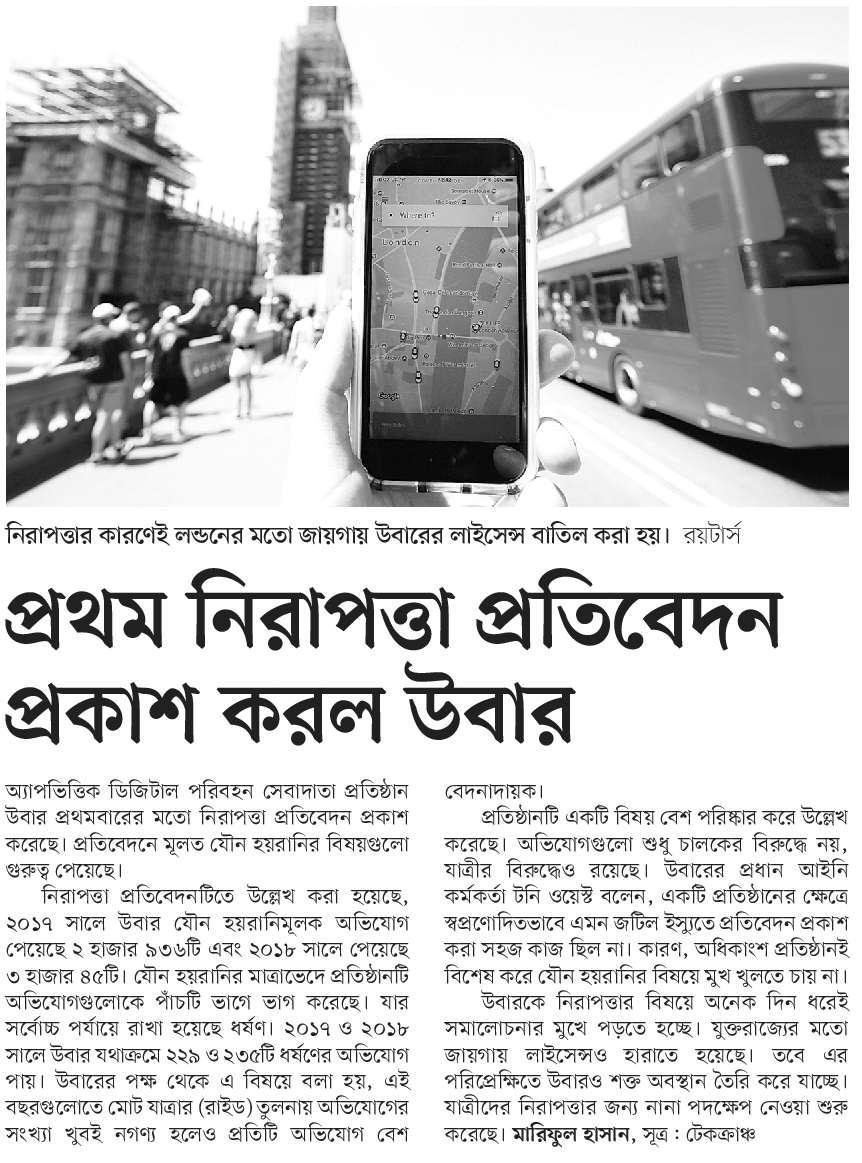 Where to?
London
Google
নিরাপত্তার কারণেই লন্ডনের মতো জায়গায় উবারের লাইসেন্স বাতিল করা হয়। রয়টার্স
প্রথম নিরাপত্তা প্রতিবেদন
প্রকাশ করল উবার
অ্যাপভিত্তিক ডিজিটাল পরিবহন সেবাদাতা প্রতিষ্ঠান
উবার প্রথমবারের মতো নিরাপত্তা প্রতিবেদন প্রকাশ
করেছে। প্রতিবেদনে মূলত যৌন হয়রানির বিষয়গুলো
গুরুত্ব পেয়েছে।
নিরাপত্তা প্রতিবেদনটিতে উল্লেখ করা হয়েছে,
২০১৭ সালে উবার যৌন হয়রানিমূলক অভিযোগ
পেয়েছে ২ হাজার ৯৩৬টি এবং ২০১৮ সালে পেয়েছে
৩ হাজার ৪৫টি। যৌন হয়রানির মাত্রাভেদে প্রতিষ্ঠানটি
অভিযোগগুলোকে পাঁচটি ভাগে ভাগ করেছে। যার
সর্বোচ্চ পর্যায়ে রাখা হয়েছে ধর্ষণ। ২০১৭ ও ২০১৮
সালে উবার যথাক্রমে ২২৯ ও ২৩৫টি ধর্ষণের অভিযোগ
পায়। উবারের পক্ষ থেকে এ বিষয়ে বলা হয়, এই
বছরগুলোতে মোট যাত্রার (রাইড) তুলনায় অভিযোগের
সংখ্যা খুবই নগণ্য হলেও প্রতিটি অভিযোগ বেশ
বেদনাদায়ক।
প্রতিষ্ঠানটি একটি বিষয় বেশ পরিষ্কার করে উল্লেখ
করেছে। অভিযোগগুলো শুধু চালকের বিরুদ্ধে নয়,
যাত্রীর বিরুদ্ধেও রয়েছে। উবারের প্রধান আইনি
কর্মকর্তা টনি ওয়েস্ট বলেন, একটি প্রতিষ্ঠানের ক্ষেত্রে
স্বপ্রণোদিতভাবে এমন জটিল ইস্যুতে প্রতিবেদন প্রকাশ
করা সহজ কাজ ছিল না। কারণ, অধিকাংশ প্রতিষ্ঠানই
বিশেষ করে যৌন হয়রানির বিষয়ে মুখ খুলতে চায় না।
উবারকে নিরাপত্তার বিষয়ে অনেক দিন ধরেই
সমালোচনার মুখে পড়তে হচ্ছে। যুক্তরাজ্যের মতো
জায়গায় লাইসেন্সও হারাতে হয়েছে। তবে এর
পরিপ্রেক্ষিতে উবারও শক্ত অবস্থান তৈরি করে যাচ্ছে।
যাত্রীদের নিরাপত্তার জন্য নানা পদক্ষেপ নেওয়া শুরু
করেছে। মারিফুল হাসান, সূত্র : টেকক্রাঞ্চ